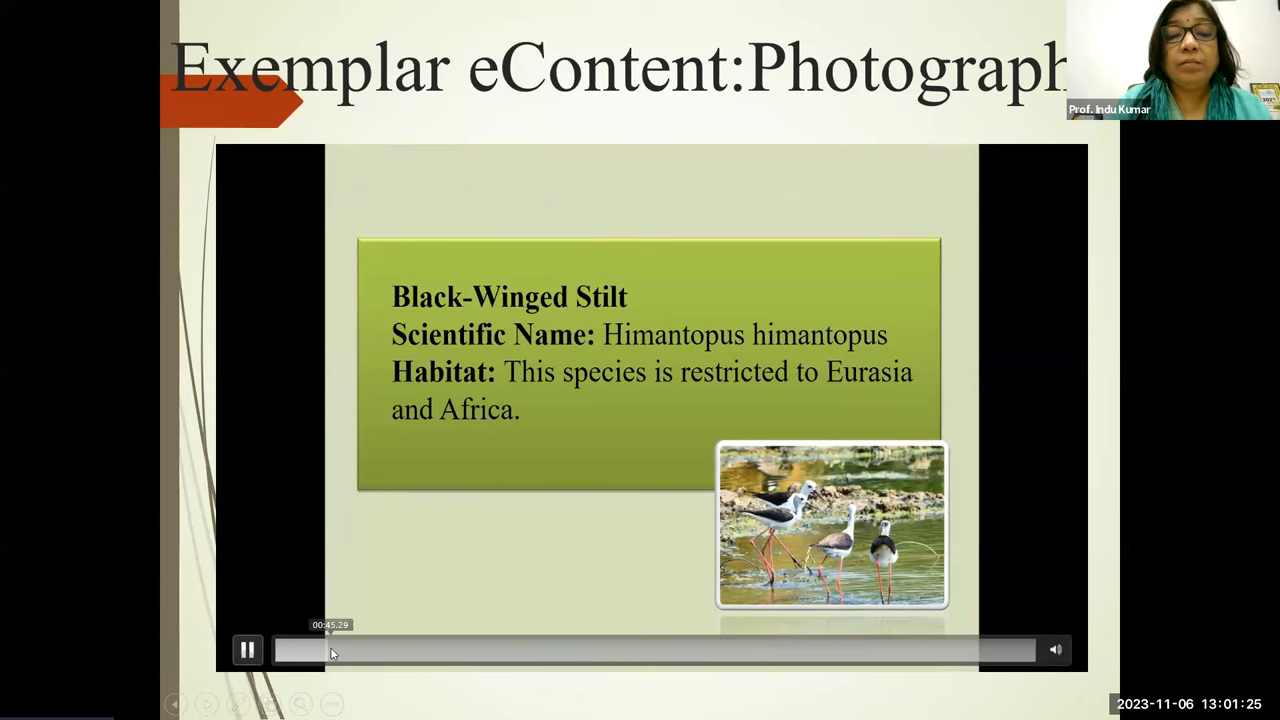 Exemplar eContent:Photograph
Prof. Indu Kumar
Black-Winged Stilt
Scientific Name: Himantopus himantopus
Habitat: This species is restricted to Eurasia
and Africa.
00:45.29
2023-11-06 13:01:25